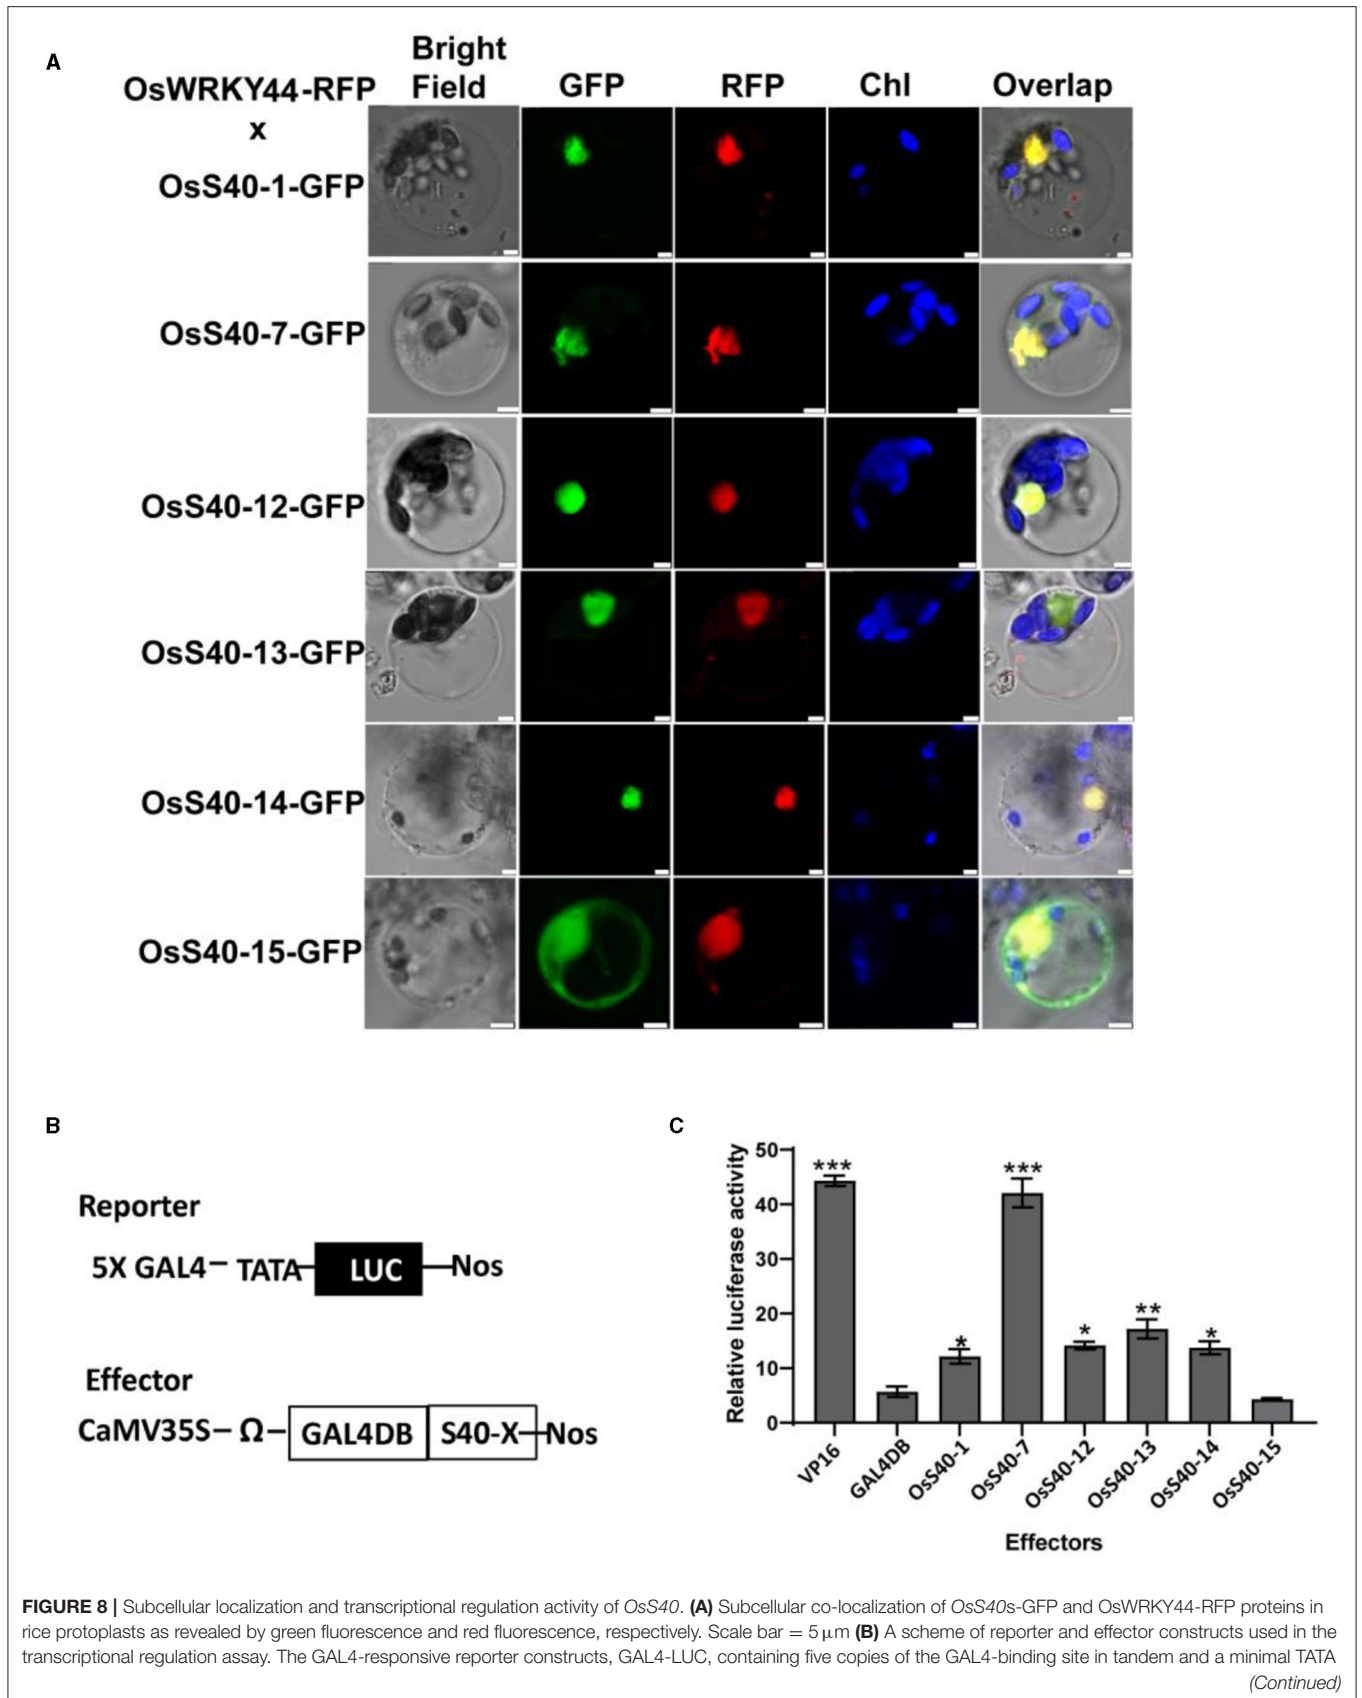 A
OsWRKY44-RFP
x
Bright
Field
GFP
RFP
Chl
Overlap
OsS40-1-GFP
OsS40-7-GFP
OsS40-12-GFP
OsS40-13-GFP
OsS40-14-GFP
OsS40-15-GFP
B
Reporter
5X GAL4 – TATA LUC Nos
Effector
CaMV35S – Ω – GAL4DB S40-X Nos
C
Relative luciferase activity
50
40
30
20
10
0
***
*
***
*
**
*
VP16
GAL4DB
OsS40-1
OsS40-7
OsS40-12
OsS40-13
OsS40-14
OsS40-15
Effectors
FIGURE 8 | Subcellular localization and transcriptional regulation activity of OsS40. (A) Subcellular co-localization of OsS40s-GFP and OsWRKY44-RFP proteins in
rice protoplasts as revealed by green fluorescence and red fluorescence, respectively. Scale bar = 5 μm (B) A scheme of reporter and effector constructs used in the
transcriptional regulation assay. The GAL4-responsive reporter constructs, GAL4-LUC, containing five copies of the GAL4-binding site in tandem and a minimal TATA
(Continued)